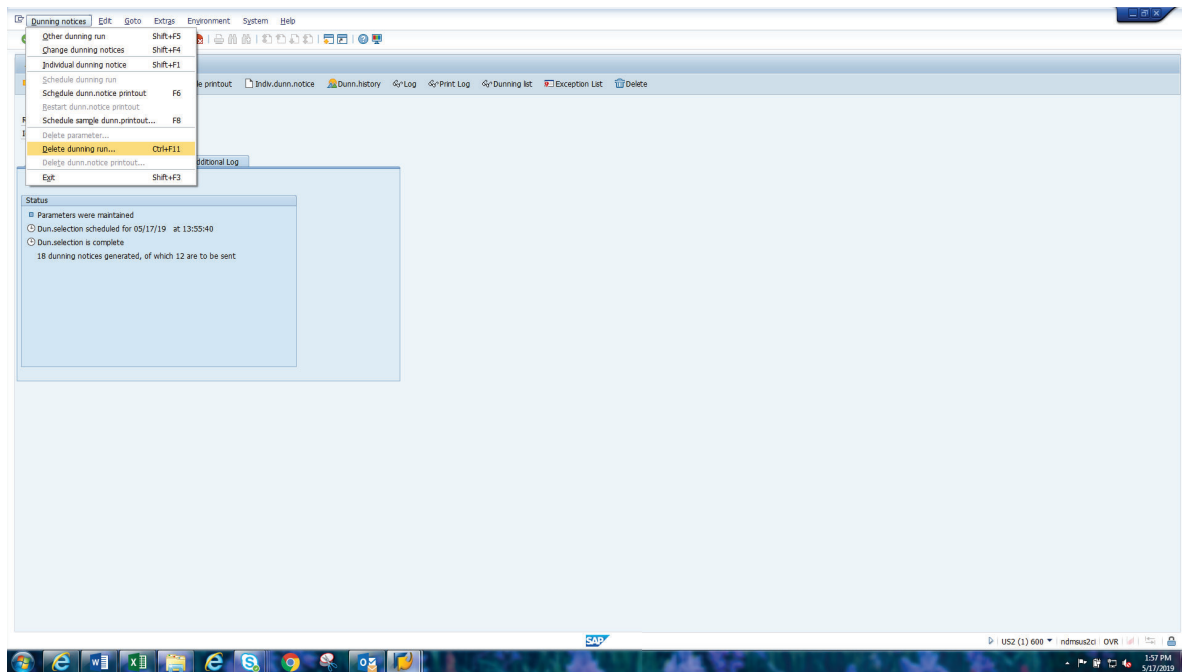 Dunning notices Edit Goto Extras Environment System Help
Other dunning run Shift+F5
Change dunning notices Shift+F4
Individual dunning notice Shift+F1
Schedule dunning run
Schedule dunn.notice printout F6
Restart dunn.notice printout
Schedule sample dunn.printout... F8
Delete parameter...
Delete dunning run... Ctrl+F11
Delete dunn.notice printout...
Exit Shift+F3
printout Indiv.dunn.notice Dunn.history Log Print Log Dunning list Exception List Delete
dditional Log
Status
Parameters were maintained
Dun.selection scheduled for 05/17/19 at 13:55:40
Dun.selection is complete
18 dunning notices generated, of which 12 are to be sent
SAP
US2 (1) 600 ndmsus2ci OVR
1:57 PM
5/17/2019